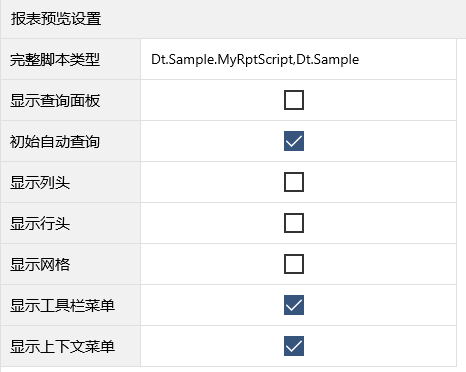 报表预览设置
完整脚本类型 Dt.Sample.MyRptScript,Dt.Sample
显示查询面板
初始自动查询
显示列头
显示行头
显示网格
显示工具栏菜单
显示上下文菜单